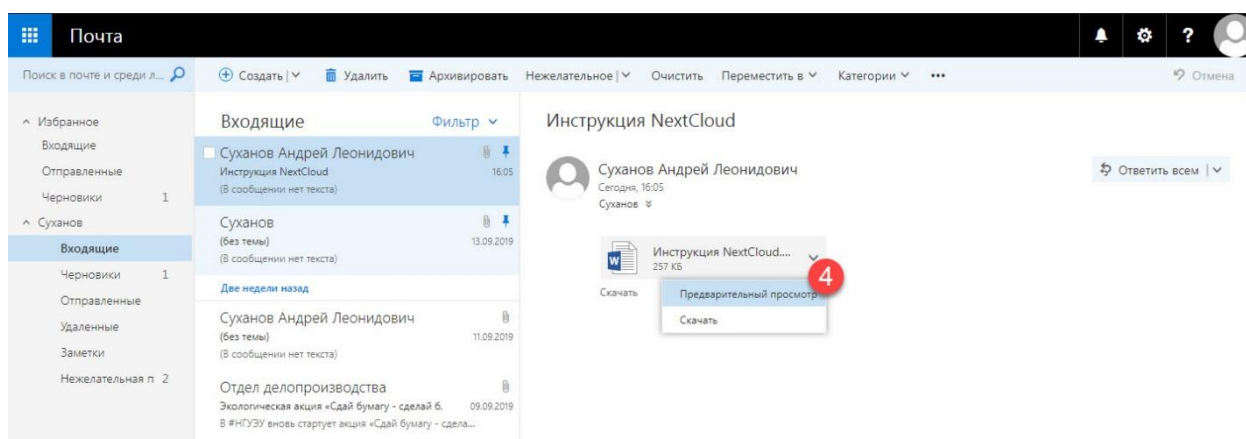 Почта
Поиск в почте и среди л...
Создать | Удалить Архивировать Нежелательное | Очистить Переместить в Категории ••• Отмена
Избранное
Входящие
Отправленные
Черновики 1
Суханов
Входящие
Черновики 1
Отправленные
Удаленные
Заметки
Нежелательная п 2
Входящие Фильтр
Суханов Андрей Леонидович
Инструкция NextCloud 16:05
(В сообщении нет текста)
Суханов
(без темы) 13.09.2019
(В сообщении нет текста)
Две недели назад
Суханов Андрей Леонидович
(без темы) 11.09.2019
(В сообщении нет текста)
Отдел делопроизводства
Экологическая акция «Сдай бумагу - сделай б. 09.09.2019
В #НГУЭУ вновь стартует акция «Сдай бумагу - сдела...
Инструкция NextCloud
Суханов Андрей Леонидович
Сегодня, 16:05
Суханов
Ответить всем |
Инструкция NextCloud....
257 КБ
4
Скачать
Предварительный просмотр
Скачать